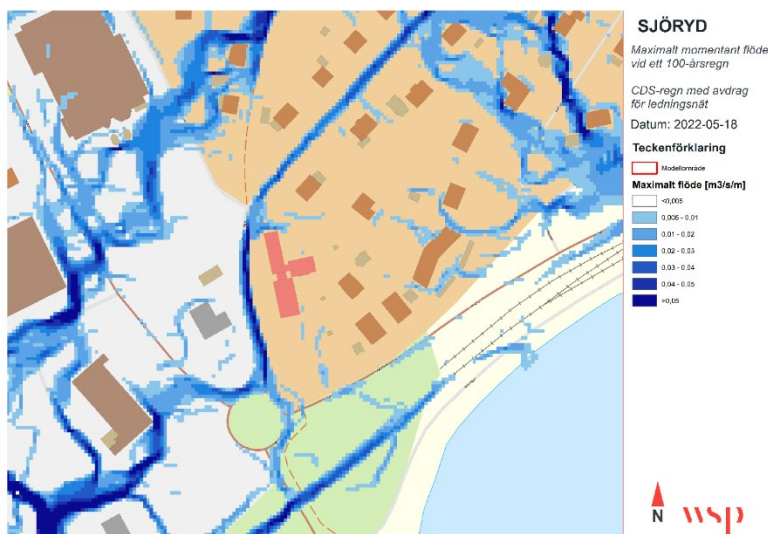 SJÖRYD
Maximalt momentant flöde
vid ett 100-årsregn
CDS-regn med avdrag
för ledningsnät
Datum: 2022-05-18
Teckenförklaring
Modellområde
Maximalt flöde [m3/s/m]
<0,005
0,005 - 0,01
0,01 - 0,02
0,02 - 0,03
0,03 - 0,04
0,04 - 0,05
>0,05
N
wsp